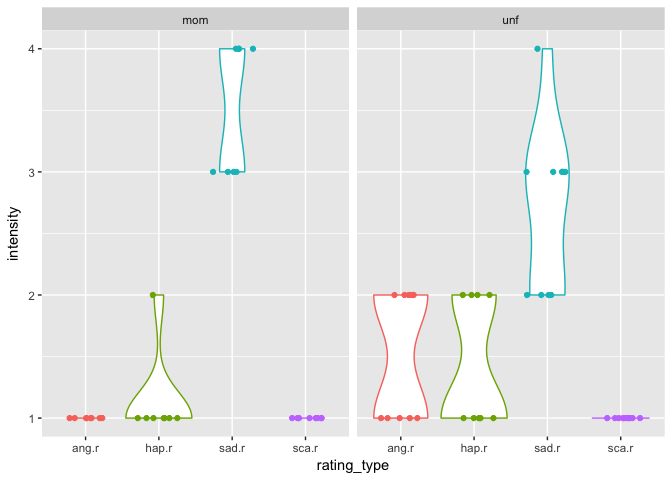 mom unf
intensity
4
3
2
1
ang.r hap.r sad.r sca.r ang.r hap.r sad.r sca.r
rating_type